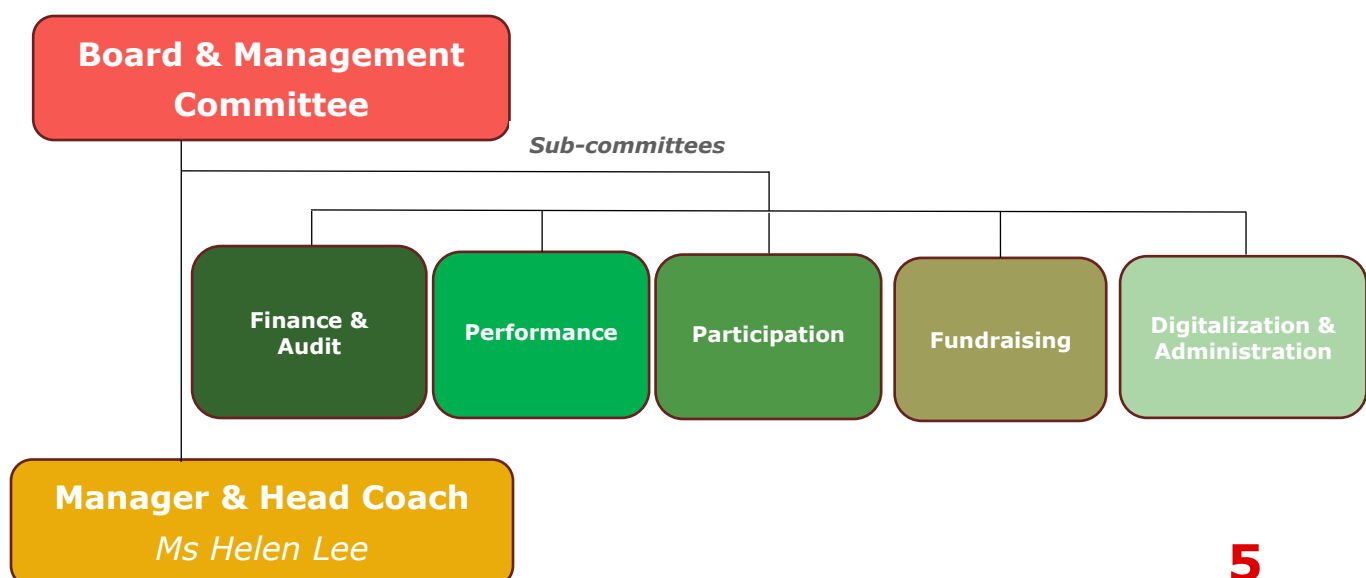 Board & Management
Committee
Sub-committees
Finance &
Audit
Performance
Participation
Fundraising
Digitalization &
Administration
Manager & Head Coach
Ms Helen Lee
5